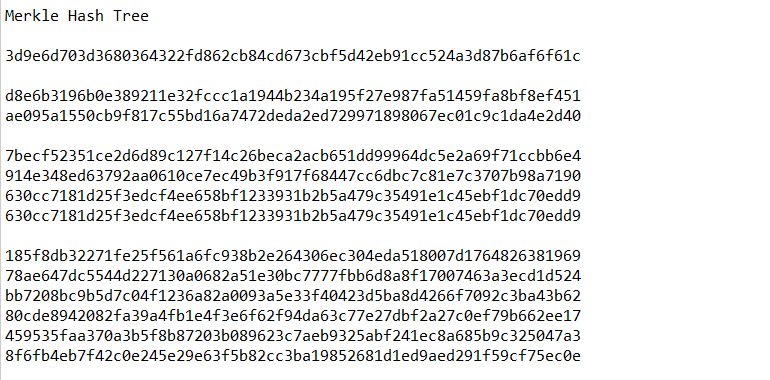 Merkle Hash Tree
3d9e6d703d3680364322fd862cb84cd673cbf5d42eb91cc524a3d87b6af6f61c
d8e6b3196b0e389211e32fccc1a1944b234a195f27e987fa51459fa8bf8ef451
ae095a1550cb9f817c55bd16a7472deda2ed729971898067ec01c9c1da4e2d40
7becf52351ce2d6d89c127f14c26beca2acb651dd99964dc5e2a69f71ccbb6e4
914e348ed63792aa0610ce7ec49b3f917f68447cc6dbc7c81e7c3707b98a7190
630cc7181d25f3edcf4ee658bf1233931b2b5a479c35491e1c45ebf1dc70edd9
630cc7181d25f3edcf4ee658bf1233931b2b5a479c35491e1c45ebf1dc70edd9
185f8db32271fe25f561a6fc938b2e264306ec304eda518007d1764826381969
78ae647dc5544d227130a0682a51e30bc7777fbb6d8a8f17007463a3ecd1d524
bb7208bc9b5d7c04f1236a82a0093a5e33f40423d5ba8d4266f7092c3ba43b62
80cde8942082fa39a4fb1e4f3e6f62f94da63c77e27dbf2a27c0ef79b662ee17
459535faa370a3b5f8b87203b089623c7aeb9325abf241ec8a685b9c325047a3
8f6fb4eb7f42c0e245e29e63f5b82cc3ba19852681d1ed9aed291f59cf75ec0e